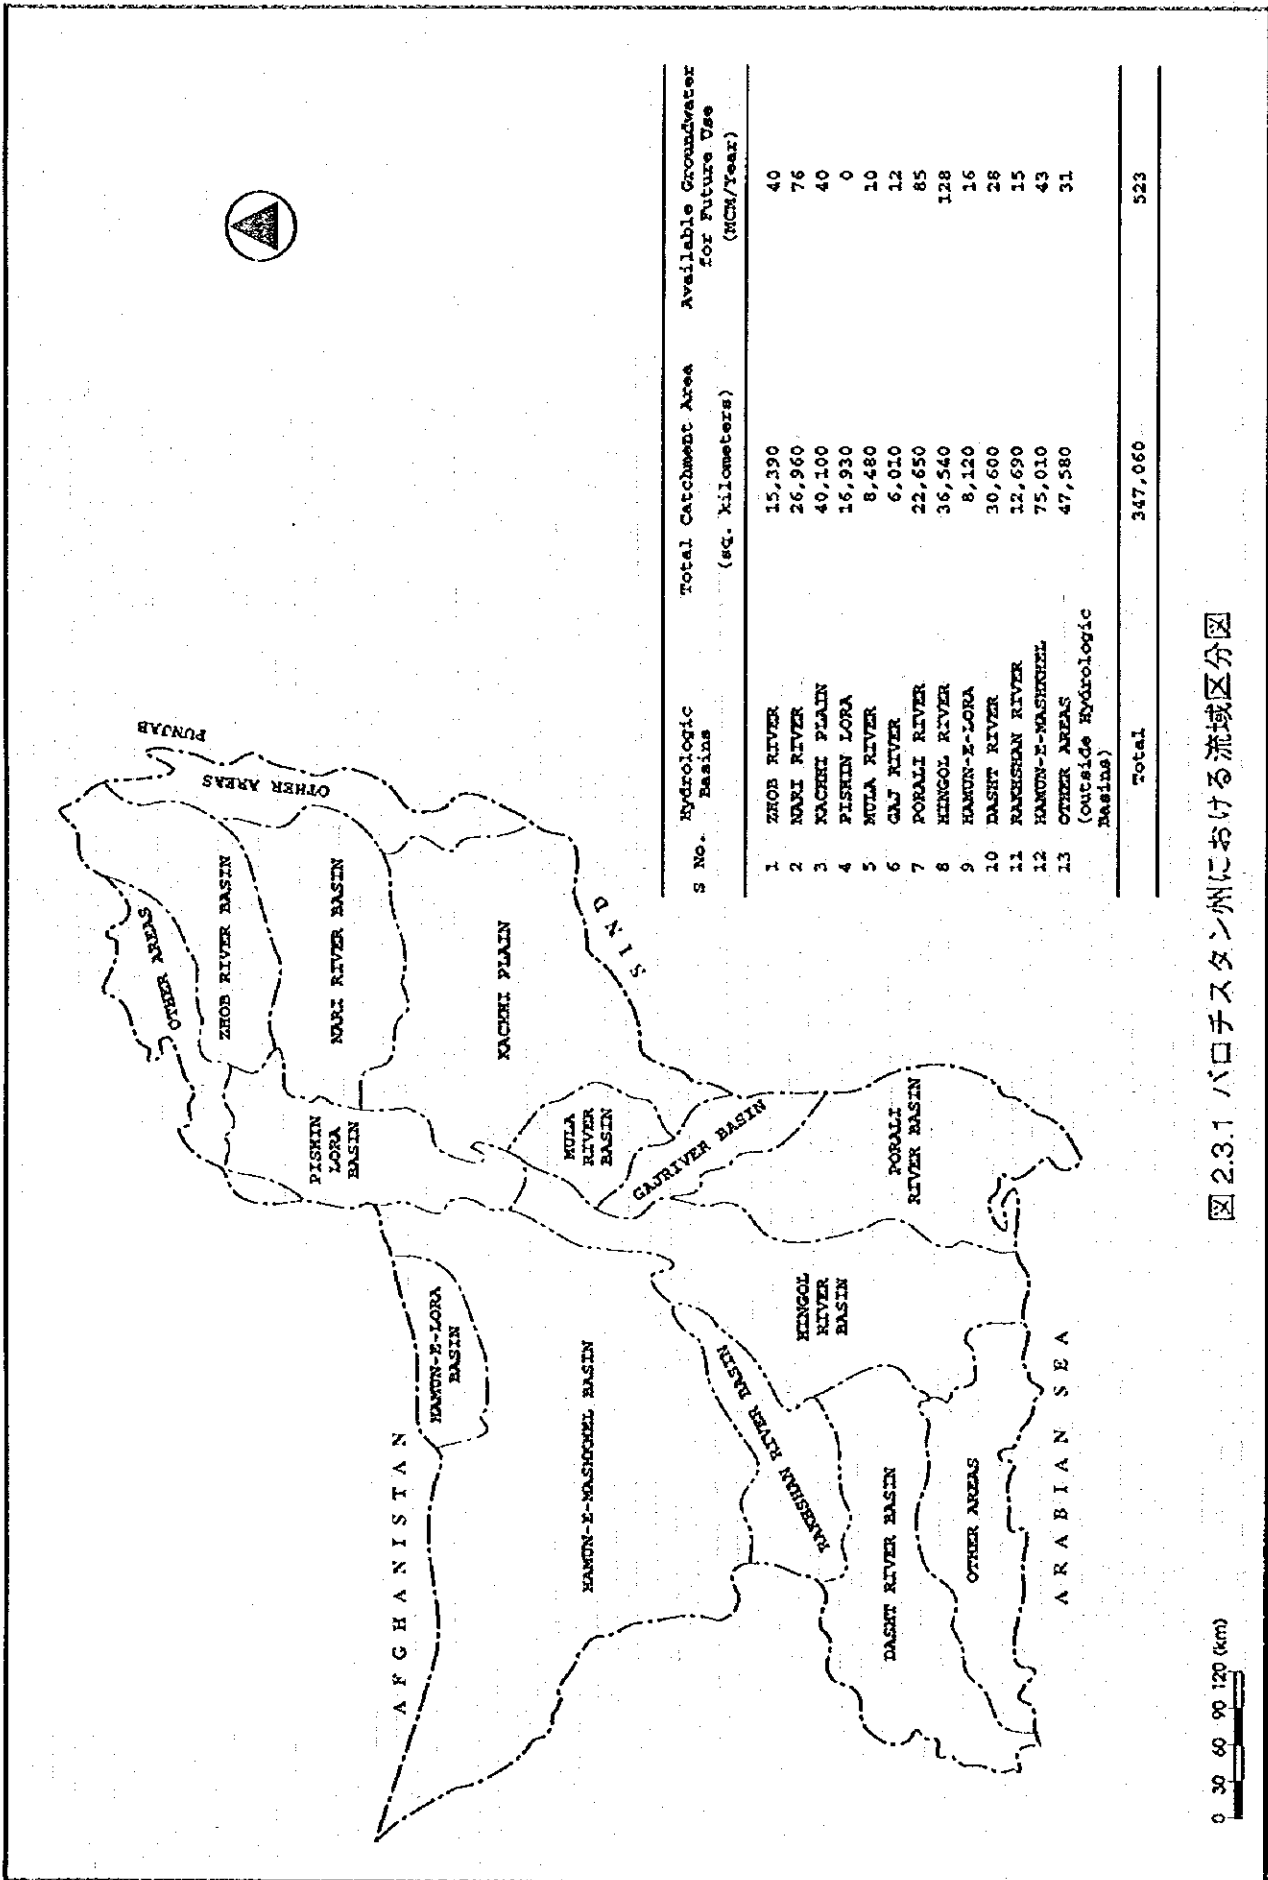 AFGHANISTAN
PUNJAB
OTHER AREAS
OTHER AREAS
ZHOB RIVER BASIN
NARI RIVER BASIN
PISHIN
LORA
BASIN
KACHHI PLAIN
SIND
HAMUN-E-LORA
BASIN
HAMUN-E-MASHKHEL BASIN
MULA
RIVER
BASIN
GAJRIVER BASIN
RAKHSHAN RIVER BASIN
HINGOL
RIVER
BASIN
PORALI
RIVER BASIN
DASHT RIVER BASIN
OTHER AREAS
ARABIAN SEA
S No. Hydrologic Basins Total Catchment Area (sq. kilometers) Available Groundwater for Future Use (MCM/Year)
1 ZHOB RIVER 15,390 40
2 NARI RIVER 26,960 76
3 KACHHI PLAIN 40,100 40
4 PISHIN LORA 16,930 0
5 MULA RIVER 8,480 10
6 GAJ RIVER 6,010 12
7 PORALI RIVER 22,650 85
8 HINGOL RIVER 36,540 128
9 HAMUN-E-LORA 8,120 16
10 DASHT RIVER 30,600 28
11 RAKHSHAN RIVER 12,690 15
12 HAMUN-E-MASHKHEL 75,010 43
13 OTHER AREAS 47,580 31
(outside Hydrologic
Basins)
Total 347,060 523
0 30 60 90 120 (km)
図 2.3.1 バロチスタン州における流域区分図